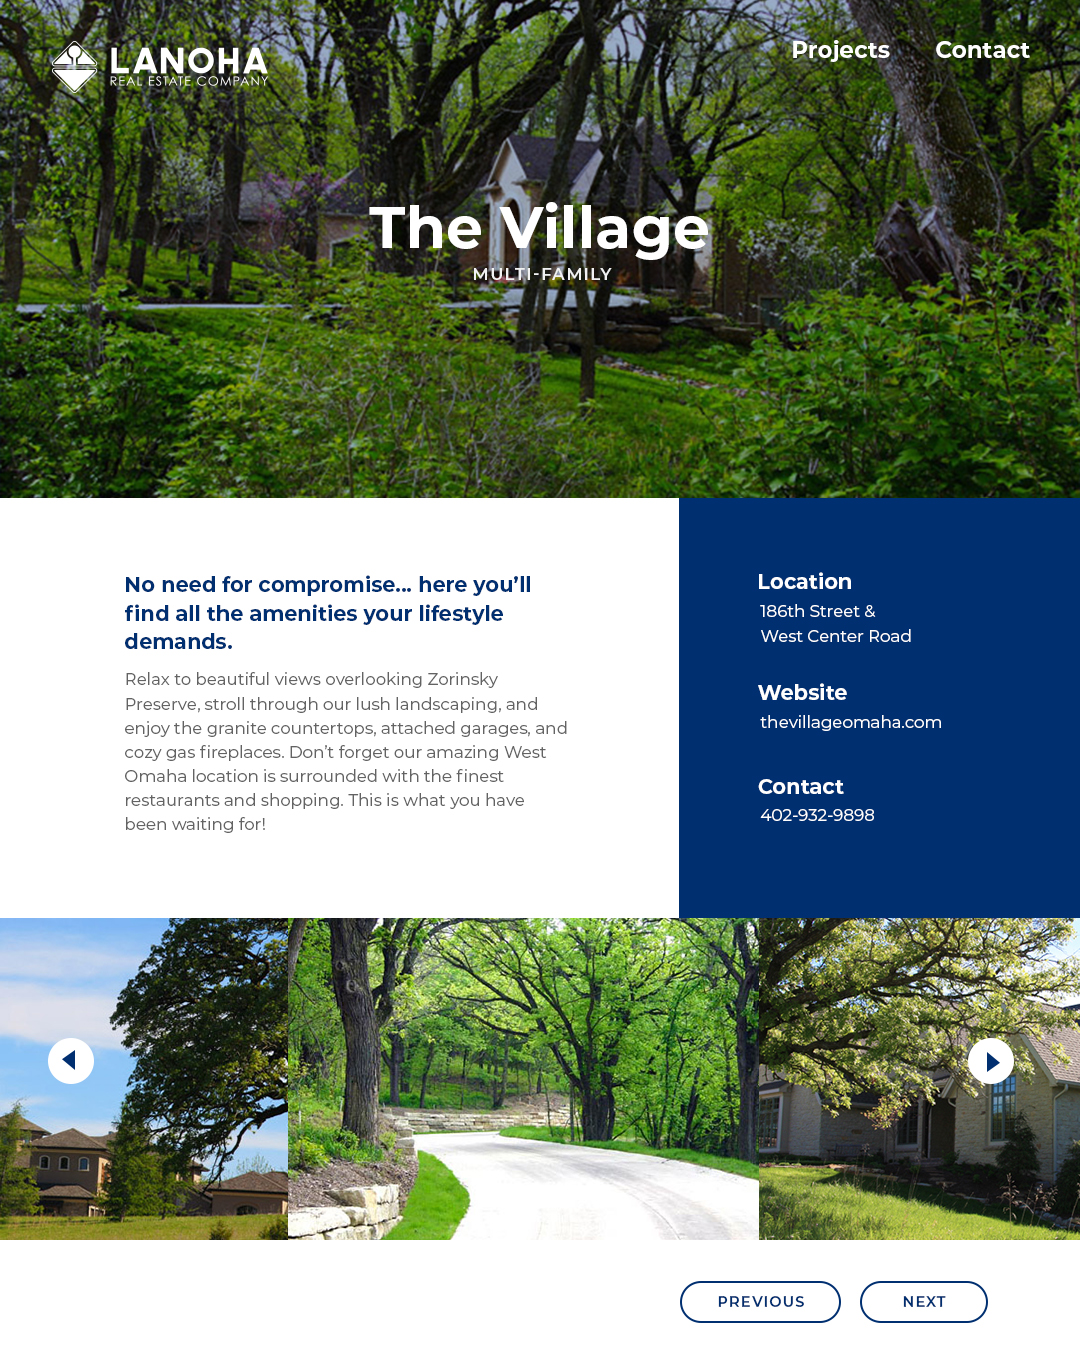 LANOHA
REAL ESTATE COMPANY
Projects
Contact
The Village
MULTI-FAMILY
No need for compromise... here you’ll
find all the amenities your lifestyle
demands.
Relax to beautiful views overlooking Zorinsky
Preserve, stroll through our lush landscaping, and
enjoy the granite countertops, attached garages, and
cozy gas fireplaces. Don’t forget our amazing West
Omaha location is surrounded with the finest
restaurants and shopping. This is what you have
been waiting for!
Location
186th Street &
West Center Road
Website
thevillageomaha.com
Contact
402-932-9898
PREVIOUS
NEXT